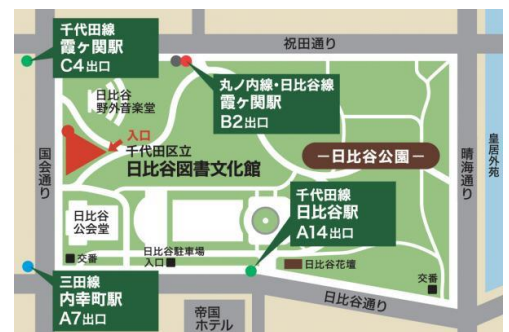 千代田線
霞ヶ関駅
C4出口
祝田通り
丸ノ内線・日比谷線
霞ヶ関駅
B2出口
日比谷
野外音楽堂
入口
千代田区立
日比谷図書文化館
国会通り
ー日比谷公園ー
晴海通り
皇居外苑
千代田線
日比谷駅
A14出口
日比谷
公会堂
交番
日比谷駐車場
入口
日比谷花壇
交番
三田線
内幸町駅
A7出口
日比谷通り
帝国
ホテル